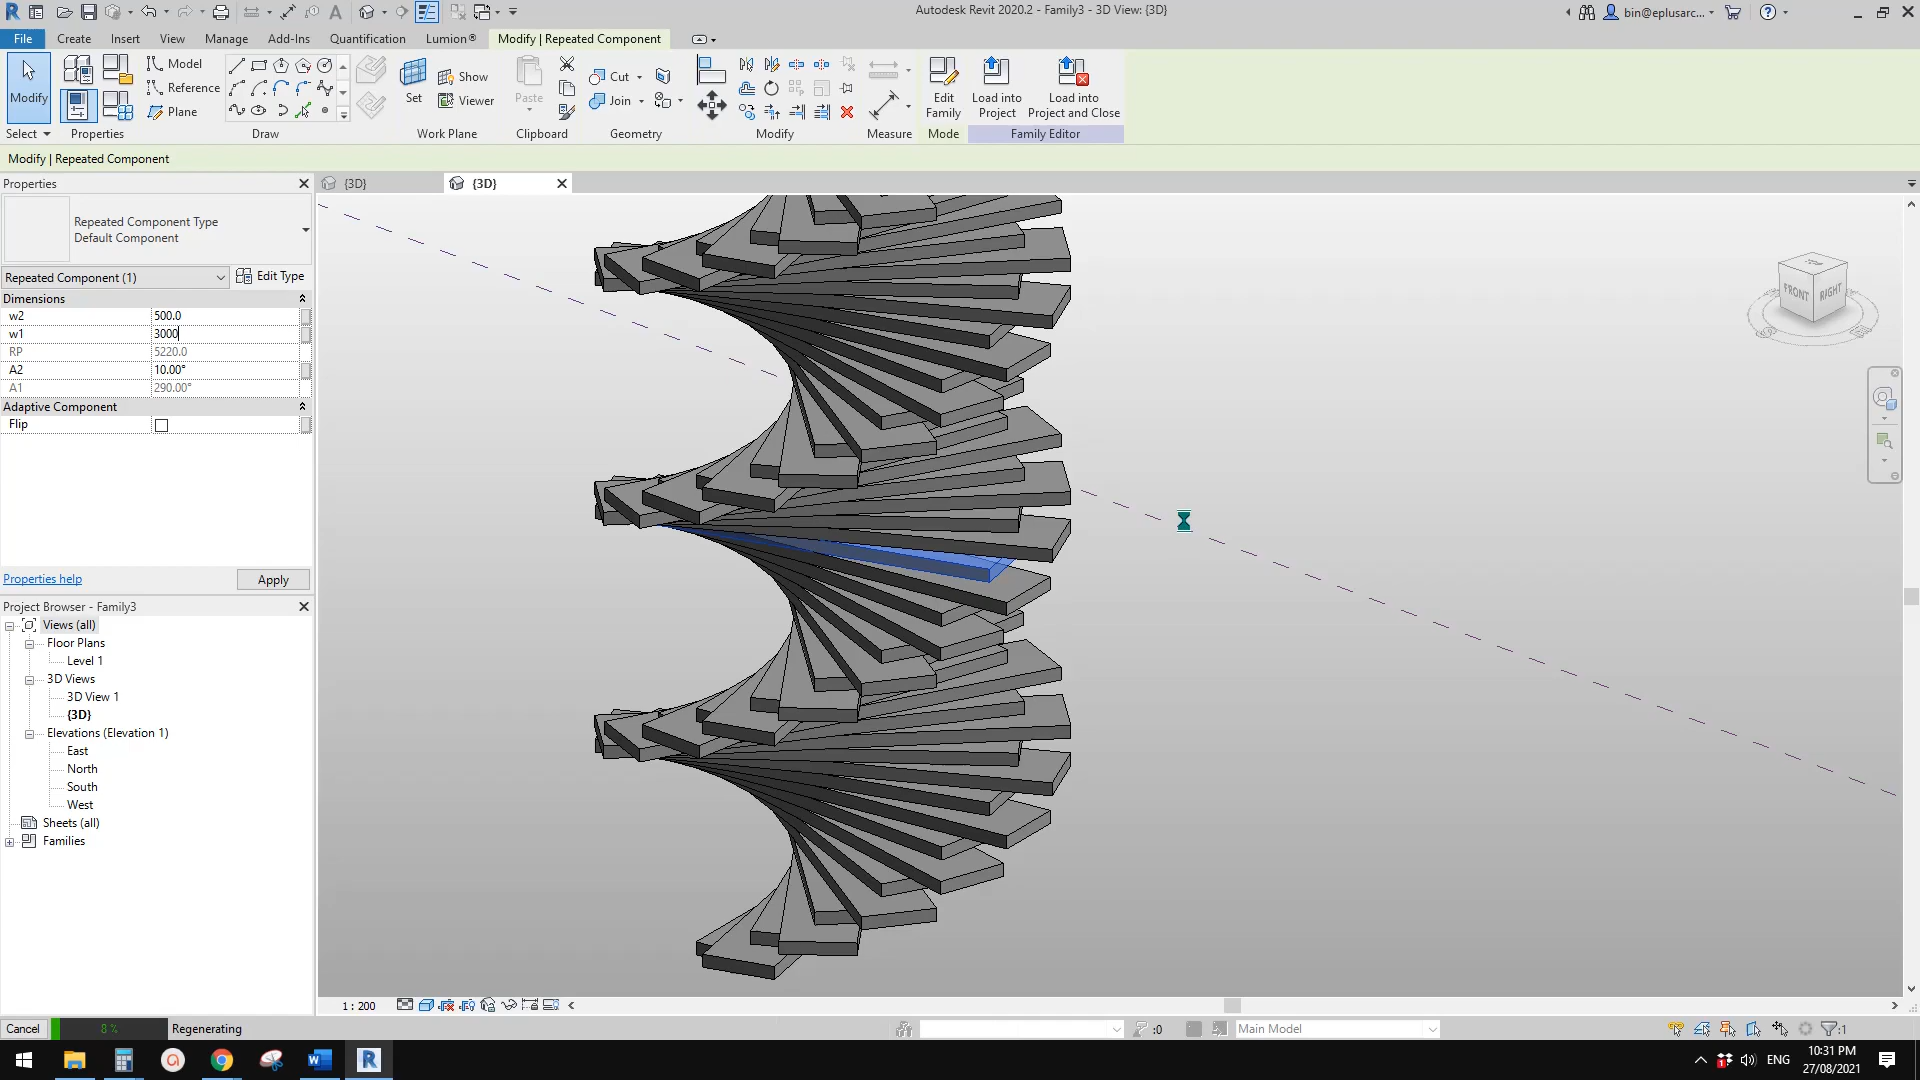 Autodesk Revit 2020.2 - Family3 - 3D View: {3D}
bin@eplusarc...
File Create Insert View Manage Add-Ins Quantification Lumion® Modify | Repeated Component
Modify
Select
Properties
Model
Reference
Plane
Draw
Set
Show
Viewer
Work Plane
Paste
Clipboard
Cut
Join
Geometry
Modify
Measure
Edit
Family
Mode
Load into
Project
Load into
Project and Close
Family Editor
Modify | Repeated Component
Properties
{3D}
{3D}
Repeated Component Type
Default Component
Repeated Component (1)
Edit Type
Dimensions
w2 500.0
w1 3000
RP 5220.0
A2 10.00°
A1 290.00°
Adaptive Component
Flip
Properties help
Apply
Project Browser - Family3
Views (all)
Floor Plans
Level 1
3D Views
3D View 1
{3D}
Elevations (Elevation 1)
East
North
South
West
Sheets (all)
Families
TOP
FRONT
RIGHT
1 : 200
Cancel
8 %
Regenerating
:0
Main Model
:1
ENG
10:31 PM
27/08/2021